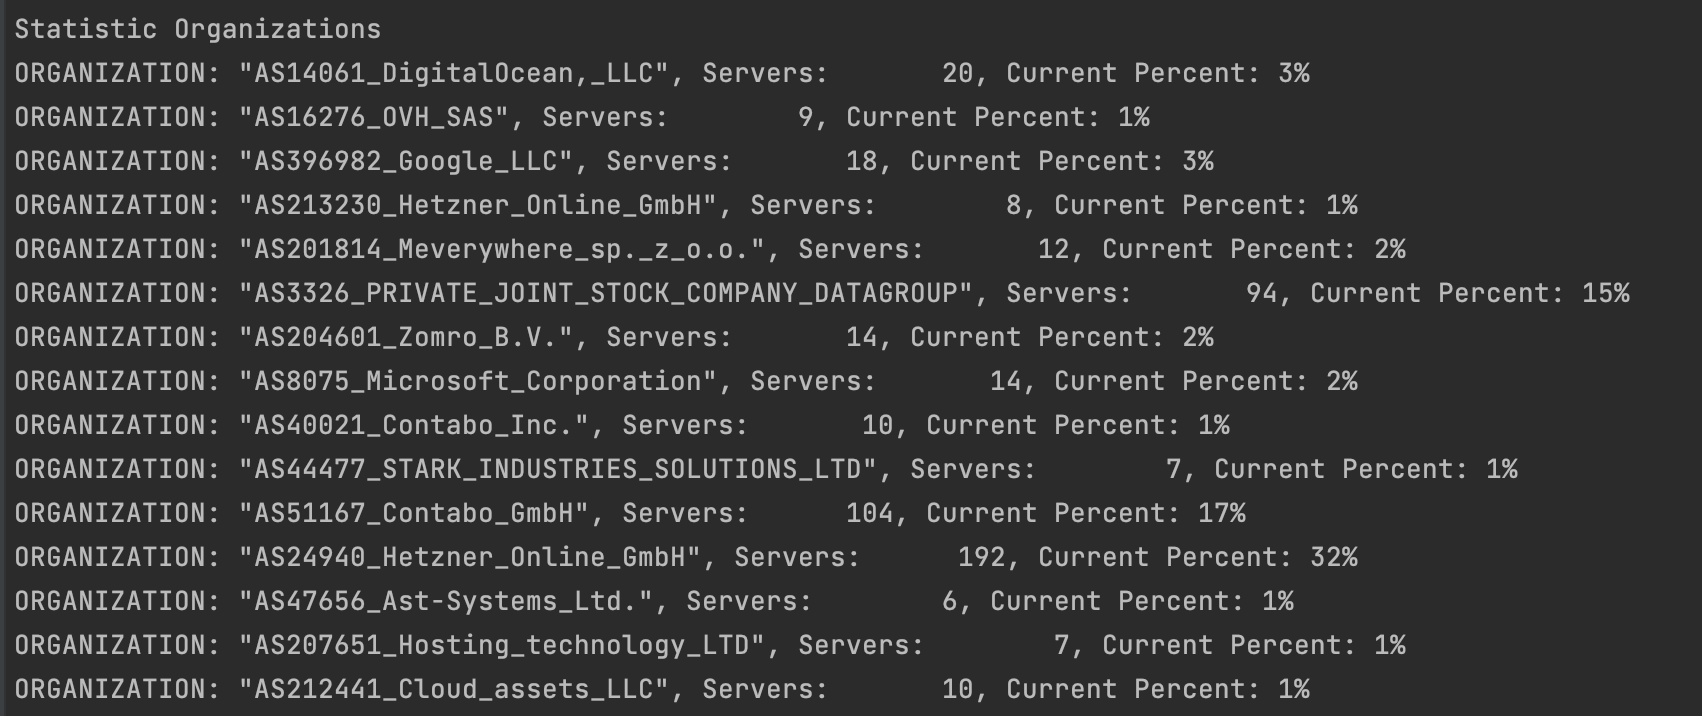 Statistic Organizations
ORGANIZATION: "AS14061_DigitalOcean,_LLC", Servers:       20, Current Percent: 3%
ORGANIZATION: "AS16276_OVH_SAS", Servers:        9, Current Percent: 1%
ORGANIZATION: "AS396982_Google_LLC", Servers:       18, Current Percent: 3%
ORGANIZATION: "AS213230_Hetzner_Online_GmbH", Servers:        8, Current Percent: 1%
ORGANIZATION: "AS201814_Meverywhere_sp._z_o.o.", Servers:       12, Current Percent: 2%
ORGANIZATION: "AS3326_PRIVATE_JOINT_STOCK_COMPANY_DATAGROUP", Servers:       94, Current Percent: 15%
ORGANIZATION: "AS204601_Zomro_B.V.", Servers:       14, Current Percent: 2%
ORGANIZATION: "AS8075_Microsoft_Corporation", Servers:       14, Current Percent: 2%
ORGANIZATION: "AS40021_Contabo_Inc.", Servers:       10, Current Percent: 1%
ORGANIZATION: "AS44477_STARK_INDUSTRIES_SOLUTIONS_LTD", Servers:        7, Current Percent: 1%
ORGANIZATION: "AS51167_Contabo_GmbH", Servers:      104, Current Percent: 17%
ORGANIZATION: "AS24940_Hetzner_Online_GmbH", Servers:      192, Current Percent: 32%
ORGANIZATION: "AS47656_Ast-Systems_Ltd.", Servers:        6, Current Percent: 1%
ORGANIZATION: "AS207651_Hosting_technology_LTD", Servers:        7, Current Percent: 1%
ORGANIZATION: "AS212441_Cloud_assets_LLC", Servers:       10, Current Percent: 1%